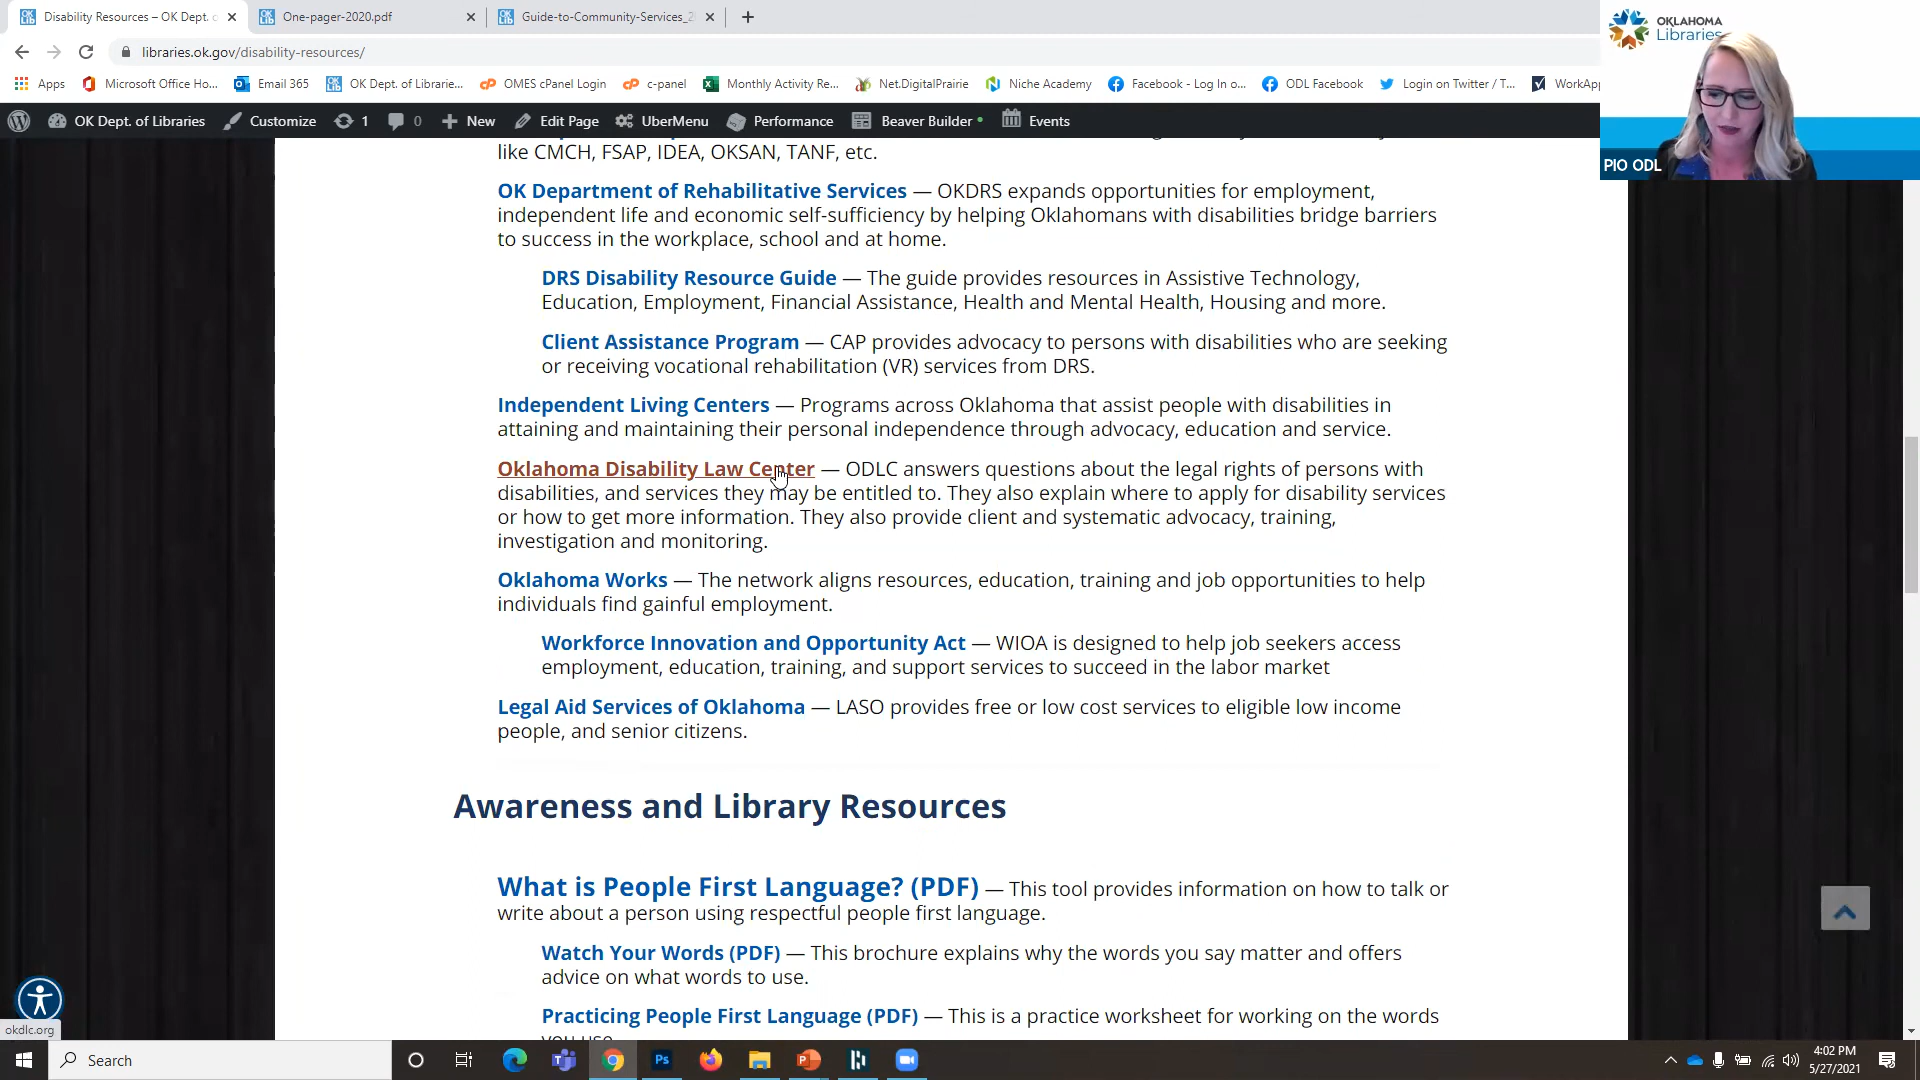 Disability Resources – OK Dept. o
One-pager-2020.pdf
Guide-to-Community-Services_2
OKLAHOMA
Libraries
libraries.ok.gov/disability-resources/
Apps
Microsoft Office Ho...
Email 365
OK Dept. of Librarie...
OMES cPanel Login
c-panel
Monthly Activity Re...
Net.DigitalPrairie
Niche Academy
Facebook - Log In o...
ODL Facebook
Login on Twitter / T...
WorkApp
OK Dept. of Libraries
1
0
New
Edit Page
UberMenu
Performance
Beaver Builder
Events
PIO ODL
like CMCH, FSAP, IDEA, OKSAN, TANF, etc.
OK Department of Rehabilitative Services — OKDRS expands opportunities for employment,
independent life and economic self-sufficiency by helping Oklahomans with disabilities bridge barriers
to success in the workplace, school and at home.
DRS Disability Resource Guide — The guide provides resources in Assistive Technology,
Education, Employment, Financial Assistance, Health and Mental Health, Housing and more.
Client Assistance Program — CAP provides advocacy to persons with disabilities who are seeking
or receiving vocational rehabilitation (VR) services from DRS.
Independent Living Centers — Programs across Oklahoma that assist people with disabilities in
attaining and maintaining their personal independence through advocacy, education and service.
Oklahoma Disability Law Center — ODLC answers questions about the legal rights of persons with
disabilities, and services they may be entitled to. They also explain where to apply for disability services
or how to get more information. They also provide client and systematic advocacy, training,
investigation and monitoring.
Oklahoma Works — The network aligns resources, education, training and job opportunities to help
individuals find gainful employment.
Workforce Innovation and Opportunity Act — WIOA is designed to help job seekers access
employment, education, training, and support services to succeed in the labor market
Legal Aid Services of Oklahoma — LASO provides free or low cost services to eligible low income
people, and senior citizens.
Awareness and Library Resources
What is People First Language? (PDF) — This tool provides information on how to talk or
write about a person using respectful people first language.
Watch Your Words (PDF) — This brochure explains why the words you say matter and offers
advice on what words to use.
Practicing People First Language (PDF) — This is a practice worksheet for working on the words
you use.
okdlc.org
Search
4:02 PM
5/27/2021